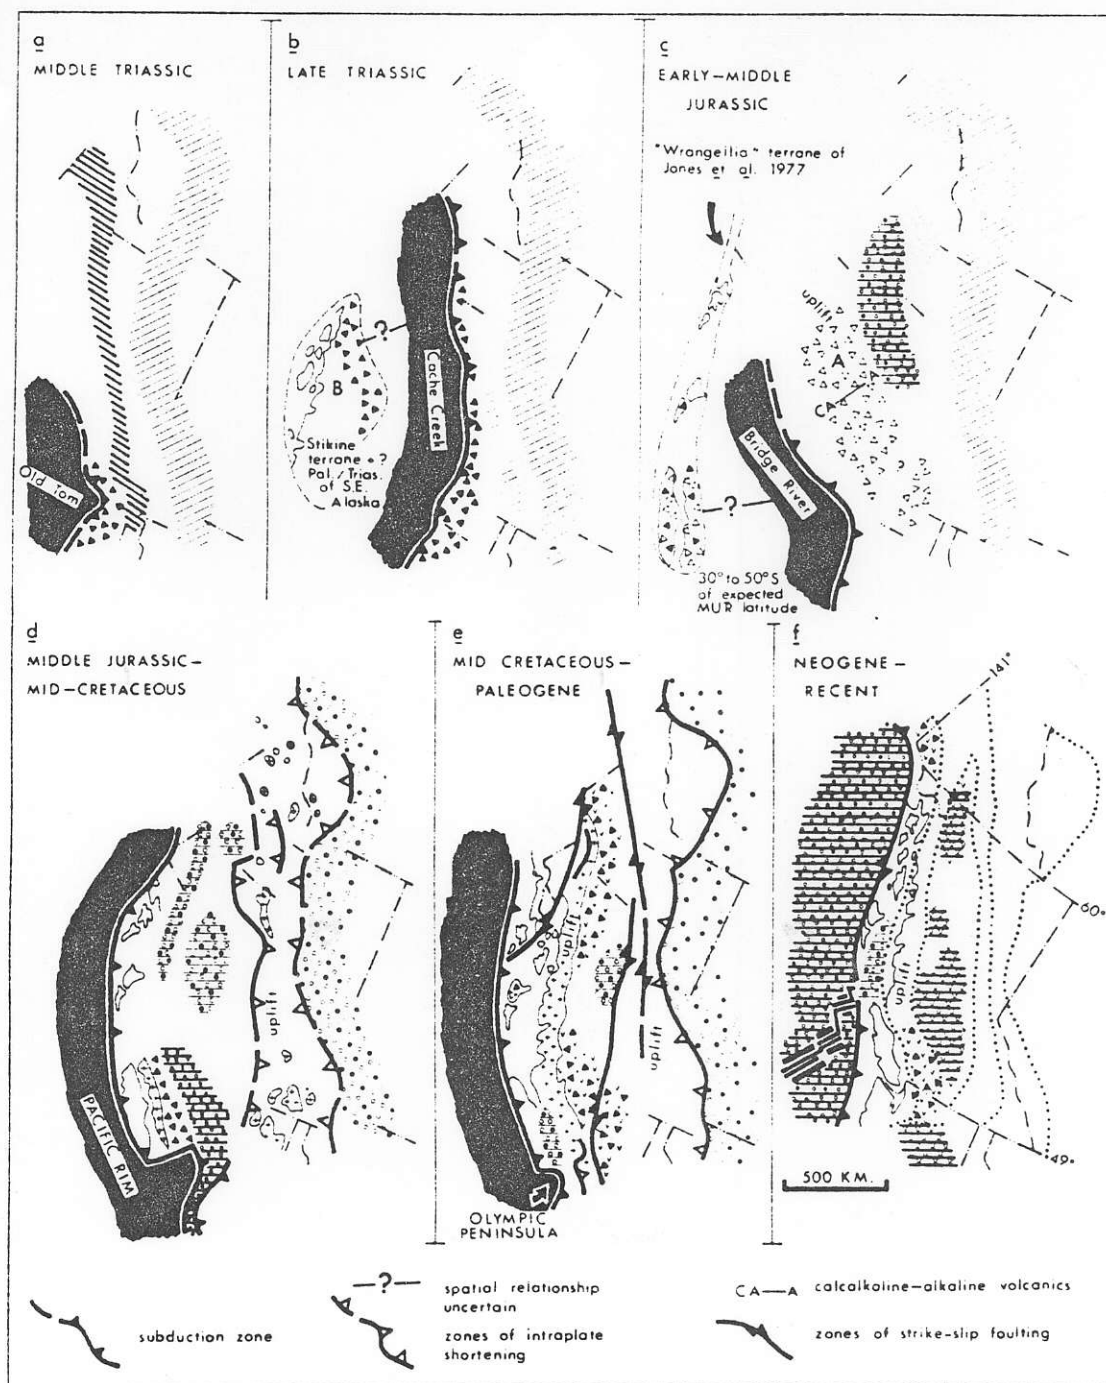 a
MIDDLE TRIASSIC
b
LATE TRIASSIC
c
EARLY—MIDDLE
JURASSIC
"Wrangellia" terrane of
Jones et al. 1977
Old Tom
Cache Creek
?
B
Stikine
terrane + ?
Pal./Trias.
of S.E.
Alaska
uplift
A
CA
Bridge River
?
30° to 50°S
of expected
MUR latitude
d
MIDDLE JURASSIC—
MID—CRETACEOUS
uplift
PACIFIC RIM
e
MID CRETACEOUS—
PALEOGENE
uplift
uplift
OLYMPIC
PENINSULA
f
NEOGENE—
RECENT
141°
60°
uplift
49°
500 KM.
—?— spatial relationship
uncertain
CA—A calcalkaline—alkaline volcanics
subduction zone
zones of intraplate
shortening
zones of strike-slip foulting